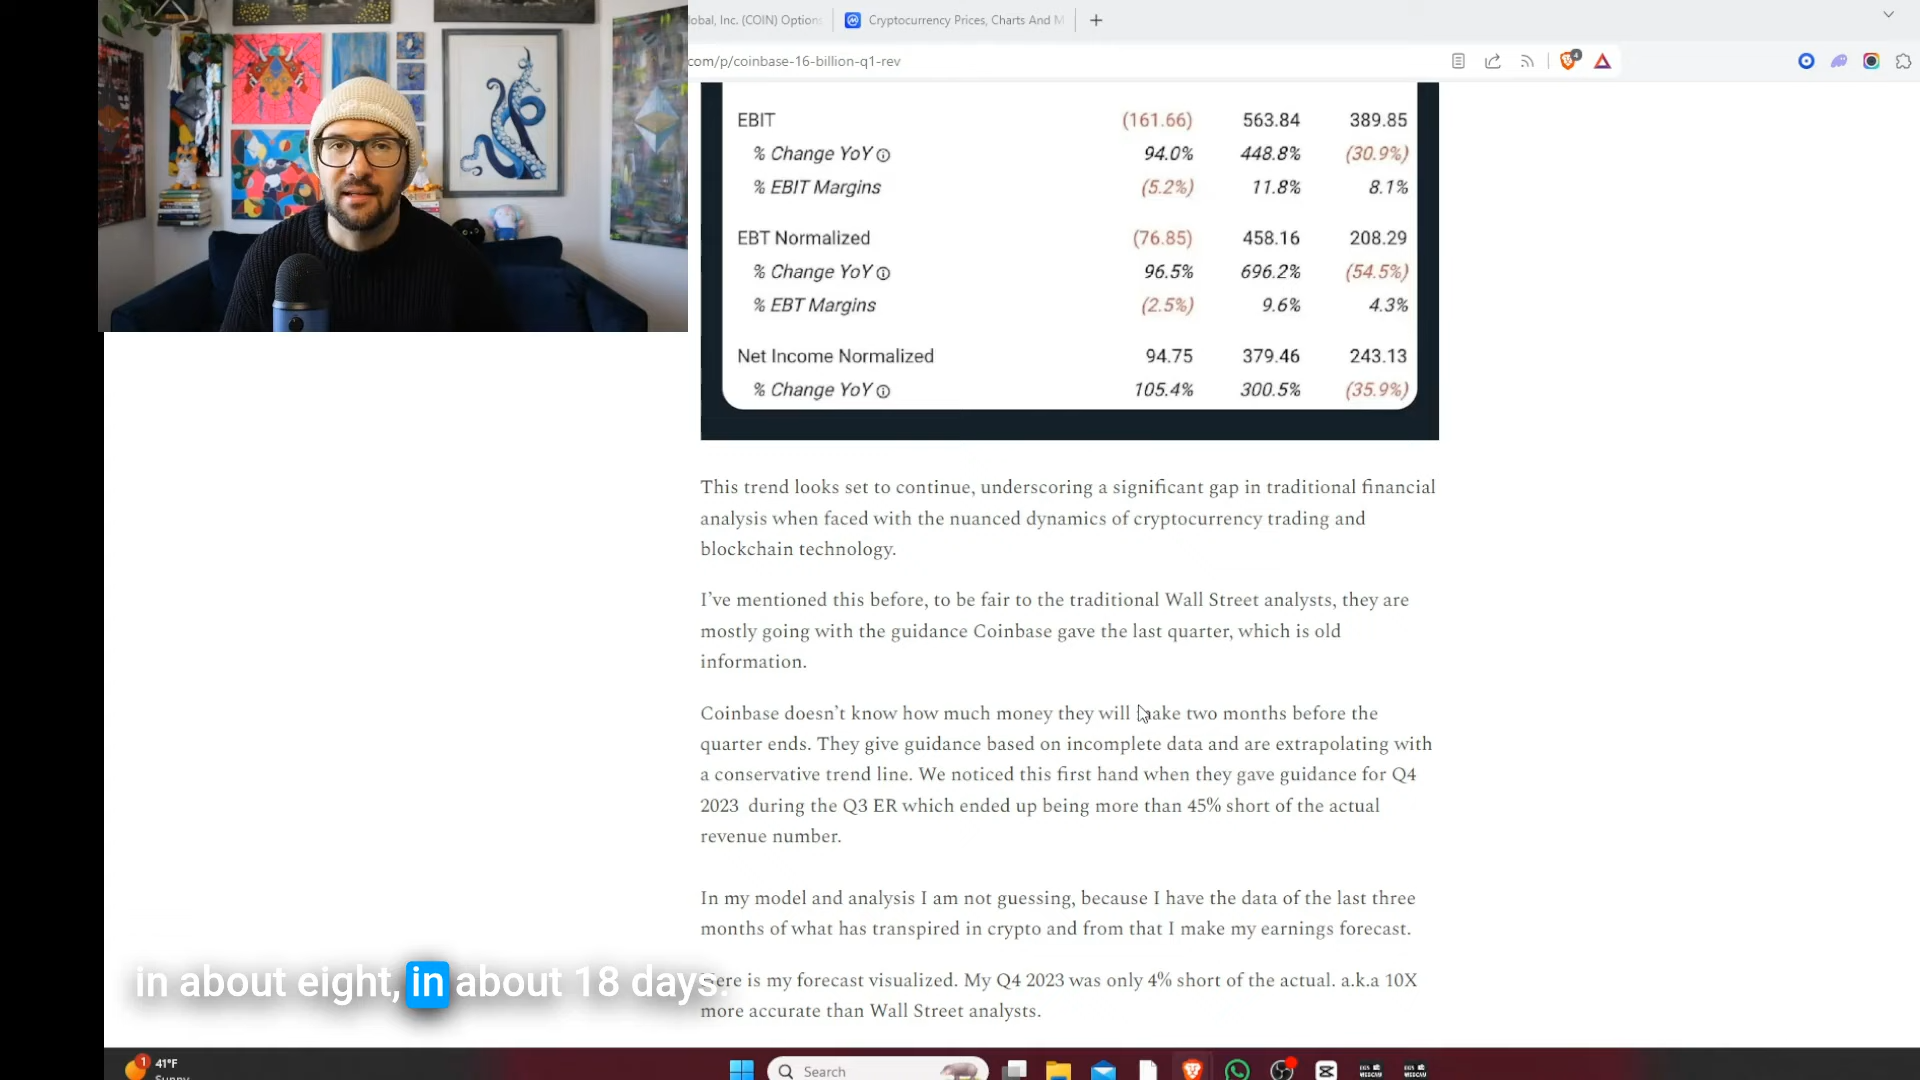 lobal, Inc. (COIN) Option
Cryptocurrency Prices, Charts And M
com/p/coinbase-16-billion-q1-rev
4
EBIT (161.66) 563.84 389.85
% Change YoY 94.0% 448.8% (30.9%)
% EBIT Margins (5.2%) 11.8% 8.1%
EBT Normalized (76.85) 458.16 208.29
% Change YoY 96.5% 696.2% (54.5%)
% EBT Margins (2.5%) 9.6% 4.3%
Net Income Normalized 94.75 379.46 243.13
% Change YoY 105.4% 300.5% (35.9%)
This trend looks set to continue, underscoring a significant gap in traditional financial
analysis when faced with the nuanced dynamics of cryptocurrency trading and
blockchain technology.
I've mentioned this before, to be fair to the traditional Wall Street analysts, they are
mostly going with the guidance Coinbase gave the last quarter, which is old
information.
Coinbase doesn't know how much money they will make two months before the
quarter ends. They give guidance based on incomplete data and are extrapolating with
a conservative trend line. We noticed this first hand when they gave guidance for Q4
2023 during the Q3 ER which ended up being more than 45% short of the actual
revenue number.
In my model and analysis I am not guessing, because I have the data of the last three
months of what has transpired in crypto and from that I make my earnings forecast.
Here is my forecast visualized. My Q4 2023 was only 4% short of the actual. a.k.a 10X
more accurate than Wall Street analysts.
in about eight, in about 18 days.
1
41°F
Sunny
Search